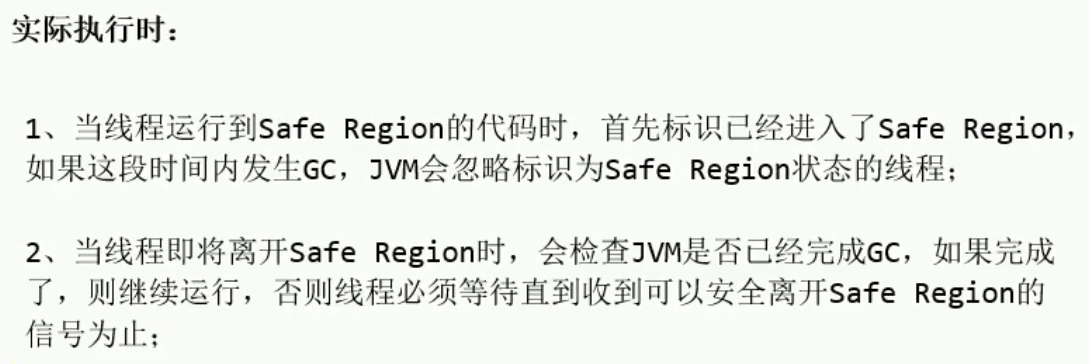 实际执行时：
1、当线程运行到Safe Region的代码时，首先标识已经进入了Safe Region，
如果这段时间内发生GC，JVM会忽略标识为Safe Region状态的线程；
2、当线程即将离开Safe Region时，会检查JVM是否已经完成GC，如果完成
了，则继续运行，否则线程必须等待直到收到可以安全离开Safe Region的
信号为止；